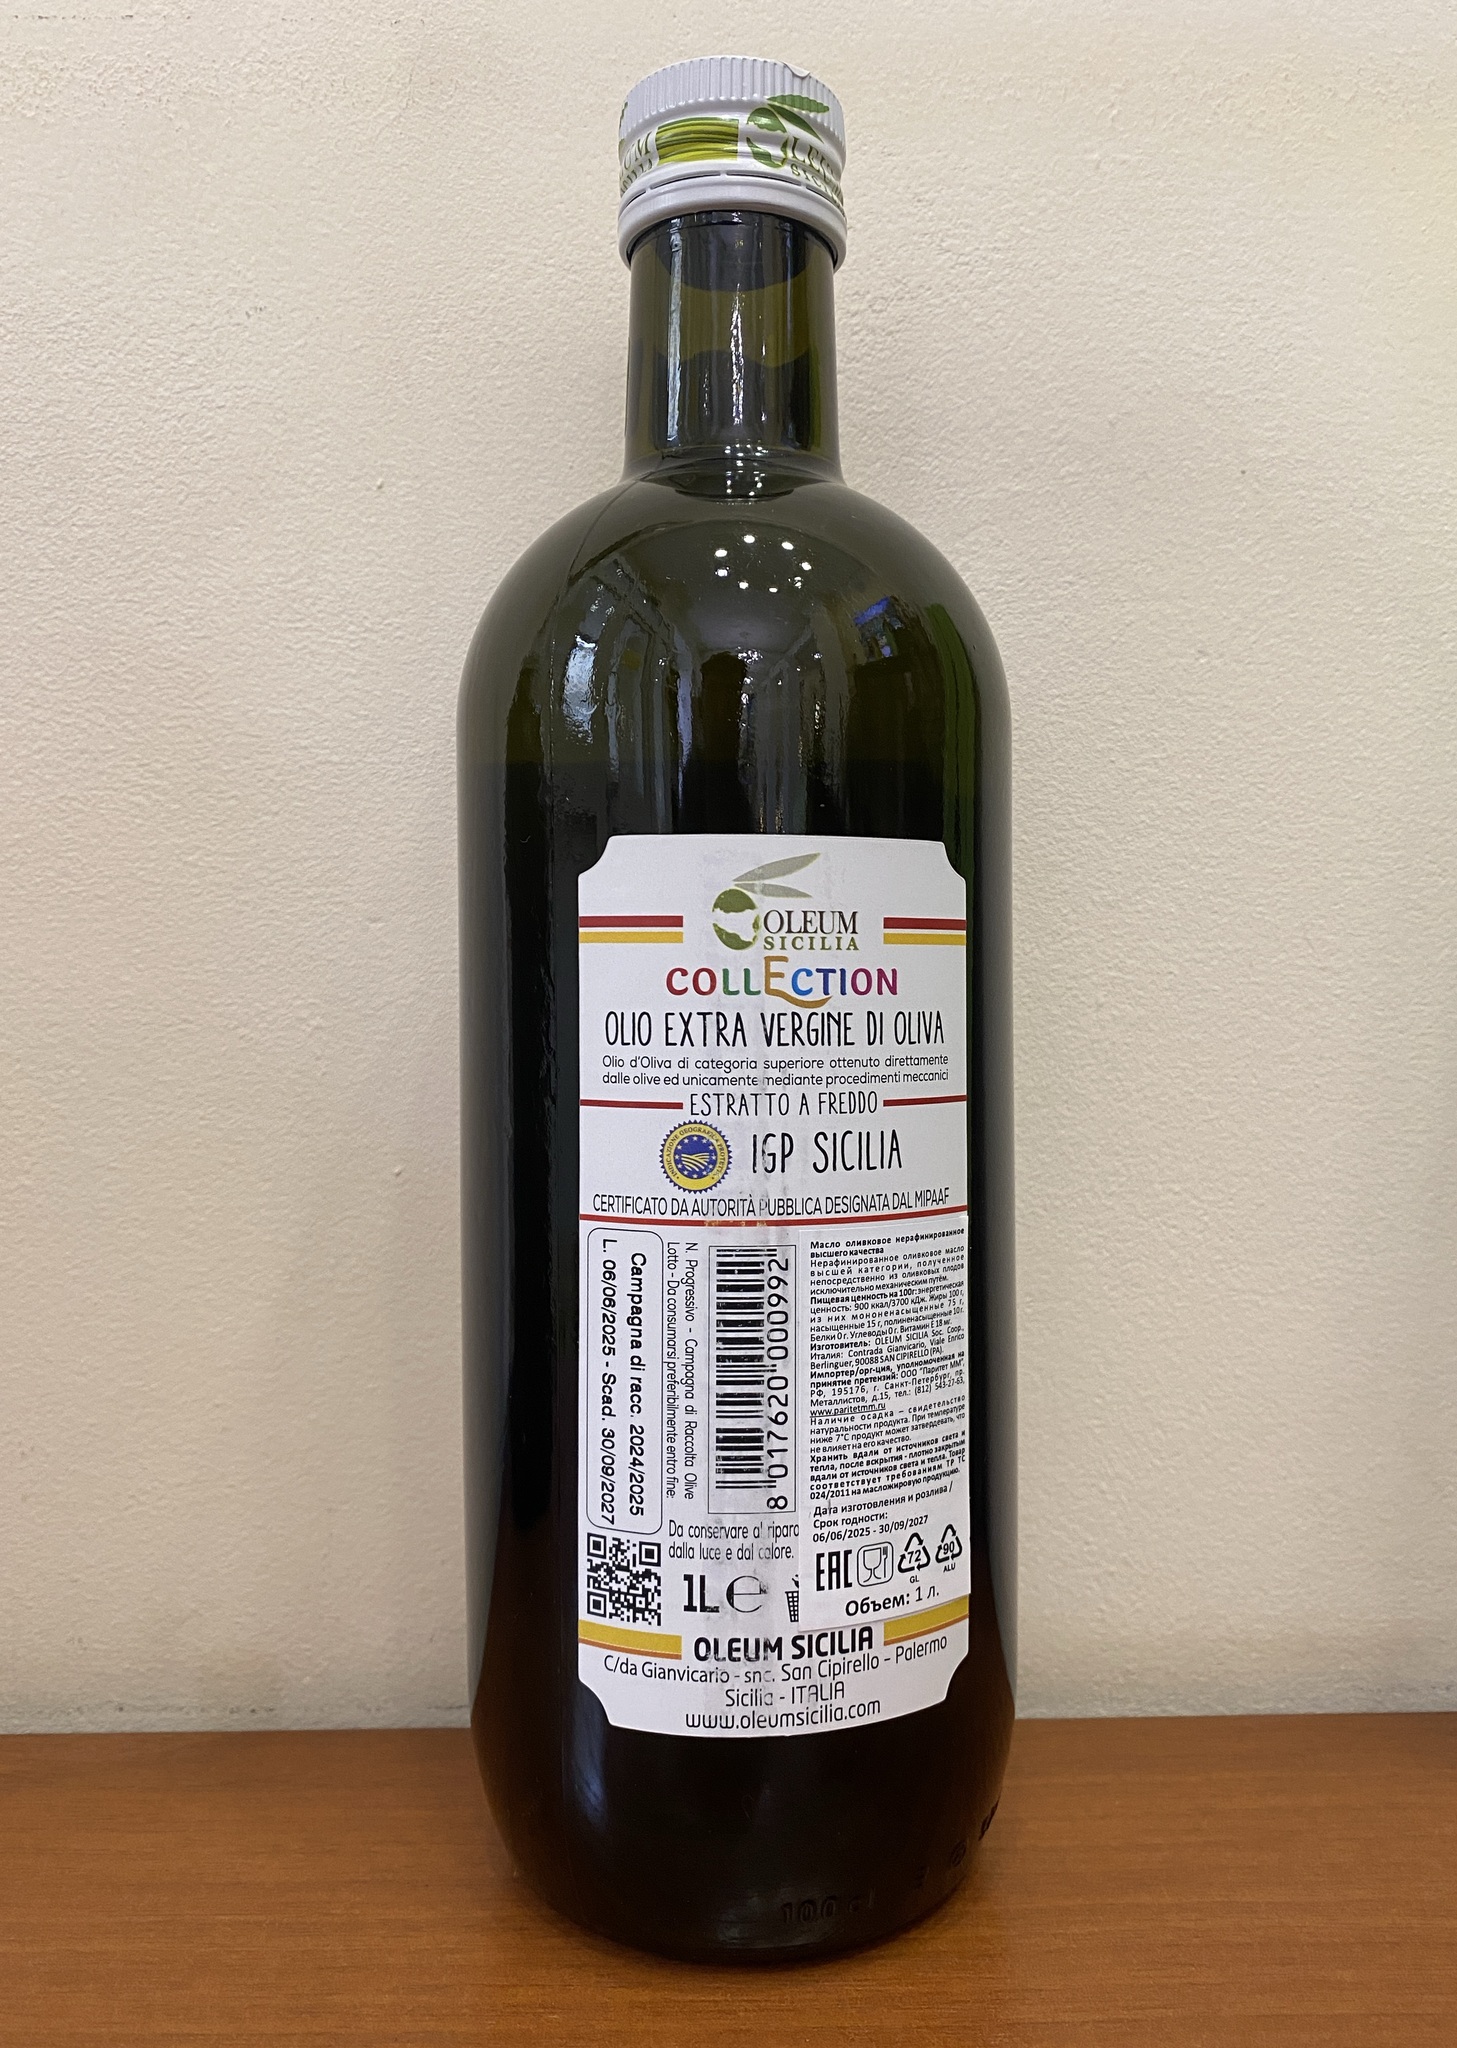 OLEUM
SICILIA
COLLECTION
OLIO EXTRA VERGINE DI OLIVA
Olio d'Oliva di categoria superiore ottenuto direttamente
dalle olive ed unicamente mediante procedimenti meccanici
ESTRATTO A FREDDO
IGP SICILIA
CERTIFICATO DA AUTORITÀ PUBBLICA DESIGNATA DAL MIPAAF
Campagna di racc. 2024/2025
L. 06/06/2025 - Scad. 30/09/2027
N. Progressivo - Campagna di Raccolta Olive
Lotto - Da consumarsi preferibilmente entro fine:
8 017620 000992
Da conservare al riparo
dalla luce e dal calore.
1L e
Масло оливковое нерафинированное
высшего качества
Нерафинированное оливковое масло
высшей категории, полученное
непосредственно из оливковых плодов
исключительно механическим путём.
Пищевая ценность на 100г: энергетическая
ценность: 900 ккал/3700 кДж. Жиры 100 г,
из них мононенасыщенные 75 г,
насыщенные 15 г, полиненасыщенные 10г.
Белки 0 г. Углеводы 0 г. Витамин Е 18 мг.
Изготовитель: OLEUM SICILIA Soc. Coop.,
Италия: Contrada Gianvicario, Viale Enrico
Berlinguer, 90088 SAN CIPIRELLO (PA).
Импортер/орг-ция, уполномоченная на
принятие претензий: ООО "Паритет ММ",
РФ, 195176, г. Санкт-Петербург, пр.
Металлистов, д.15, тел.: (812) 543-27-63,
www.paritetmm.ru
Наличие осадка – свидетельство
натуральности продукта. При температуре
ниже 7°С продукт может затвердевать, что
не влияет на его качество.
Хранить вдали от источников света и
тепла, после вскрытия - плотно закрытым
вдали от источников света и тепла. Товар
соответствует требованиям ТР ТС
024/2011 на масложировую продукцию.
Дата изготовления и розлива /
Срок годности:
06/06/2025 - 30/09/2027
EAC
72
GL
90
ALU
Объем: 1 л.
OLEUM SICILIA
C/da Gianvicario - snc. San Cipirello - Palermo
Sicilia - ITALIA
www.oleumsicilia.com